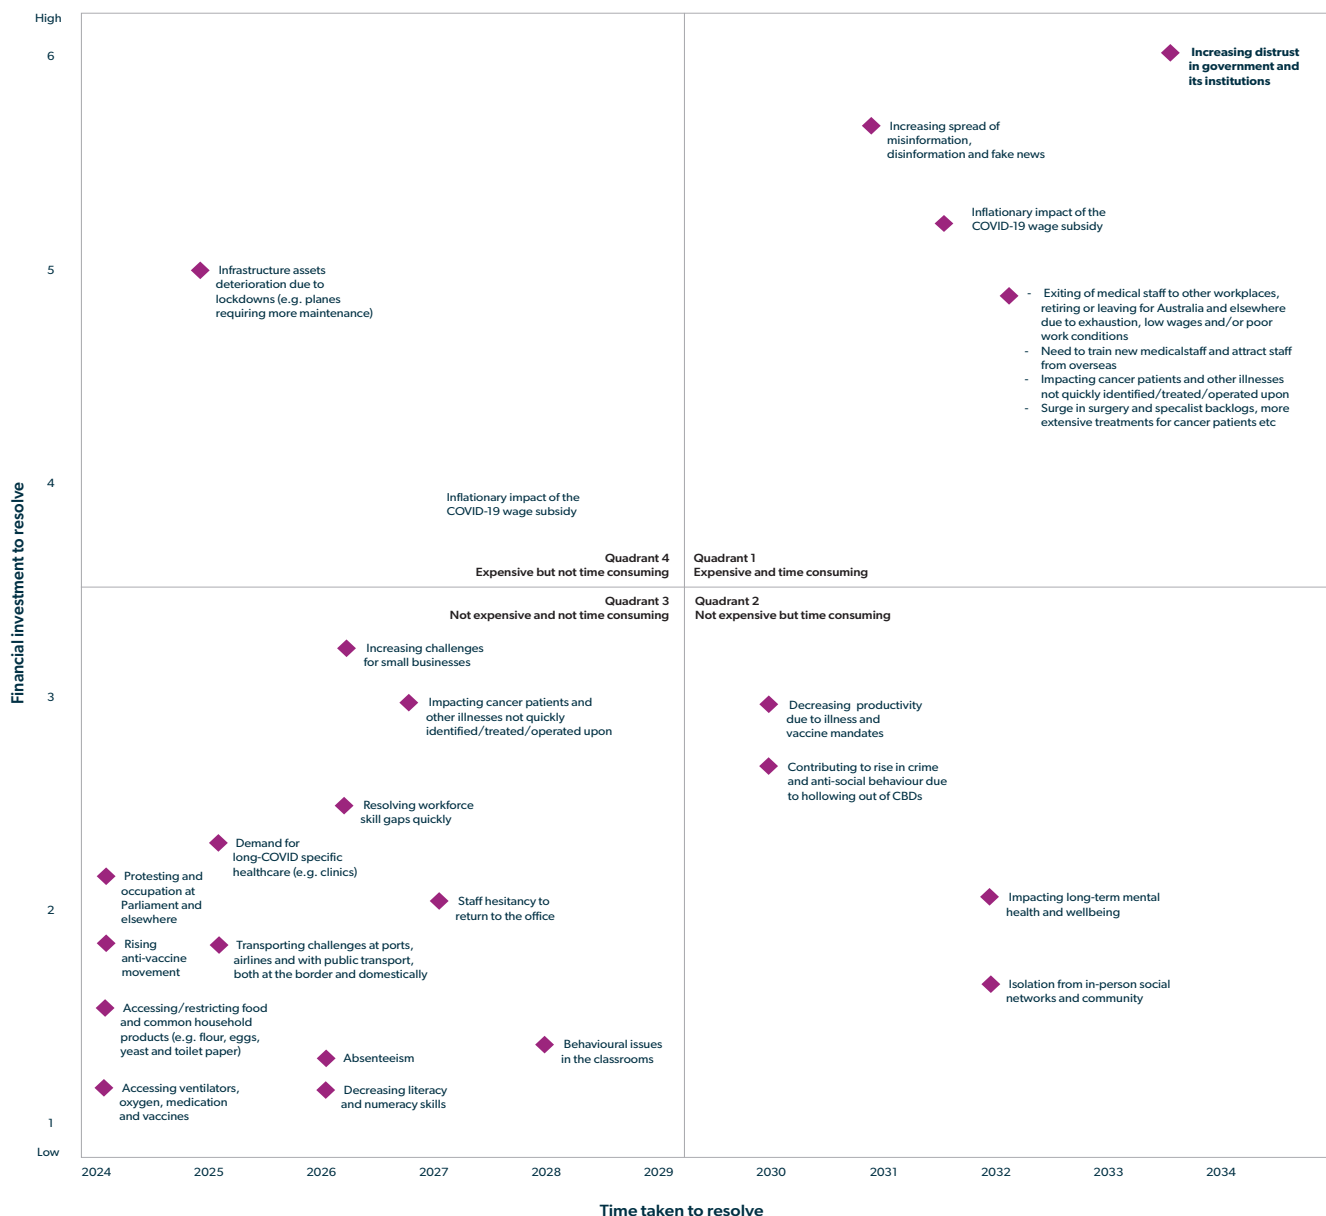 High
6
5
4
3
2
1
Low
Financial investment to resolve
Increasing distrust
in government and
its institutions
Increasing spread of
misinformation,
disinformation and fake news
Inflationary impact of the
COVID-19 wage subsidy
Infrastructure assets
deterioration due to
lockdowns (e.g. planes
requiring more maintenance)
- Exiting of medical staff to other workplaces,
retiring or leaving for Australia and elsewhere
due to exhaustion, low wages and/or poor
work conditions
- Need to train new medicalstaff and attract staff
from overseas
- Impacting cancer patients and other illnesses
not quickly identified/treated/operated upon
- Surge in surgery and specalist backlogs, more
extensive treatments for cancer patients etc
Inflationary impact of the
COVID-19 wage subsidy
Quadrant 4
Expensive but not time consuming
Quadrant 1
Expensive and time consuming
Quadrant 3
Not expensive and not time consuming
Quadrant 2
Not expensive but time consuming
Increasing challenges
for small businesses
Impacting cancer patients and
other illnesses not quickly
identified/treated/operated upon
Decreasing productivity
due to illness and
vaccine mandates
Contributing to rise in crime
and anti-social behaviour due
to hollowing out of CBDs
Resolving workforce
skill gaps quickly
Demand for
long-COVID specific
healthcare (e.g. clinics)
Protesting and
occupation at
Parliament and
elsewhere
Staff hesitancy to
return to the office
Impacting long-term mental
health and wellbeing
Rising
anti-vaccine
movement
Transporting challenges at ports,
airlines and with public transport,
both at the border and domestically
Isolation from in-person social
networks and community
Accessing/restricting food
and common household
products (e.g. flour, eggs,
yeast and toilet paper)
Absenteeism
Behavioural issues
in the classrooms
Accessing ventilators,
oxygen, medication
and vaccines
Decreasing literacy
and numeracy skills
2024
2025
2026
2027
2028
2029
2030
2031
2032
2033
2034
Time taken to resolve